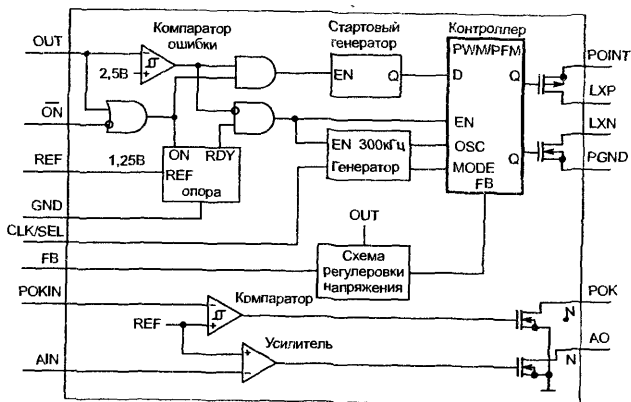 Компаратор
ошибки
Стартовый
генератор
Контроллер
OUT
2,5В
EN Q
PWM/PFM
D
Q
EN
OSC
MODE
Q
FB
POINT
LXP
LXN
PGND
ON
REF
1,25В
ON RDY
REF
опора
EN 300кГц
Генератор
GND
CLK/SEL
OUT
FB
Схема
регулеровки
напряжения
POKIN
Компаратор
POK
N
REF
Усилитель
AIN
AO
N